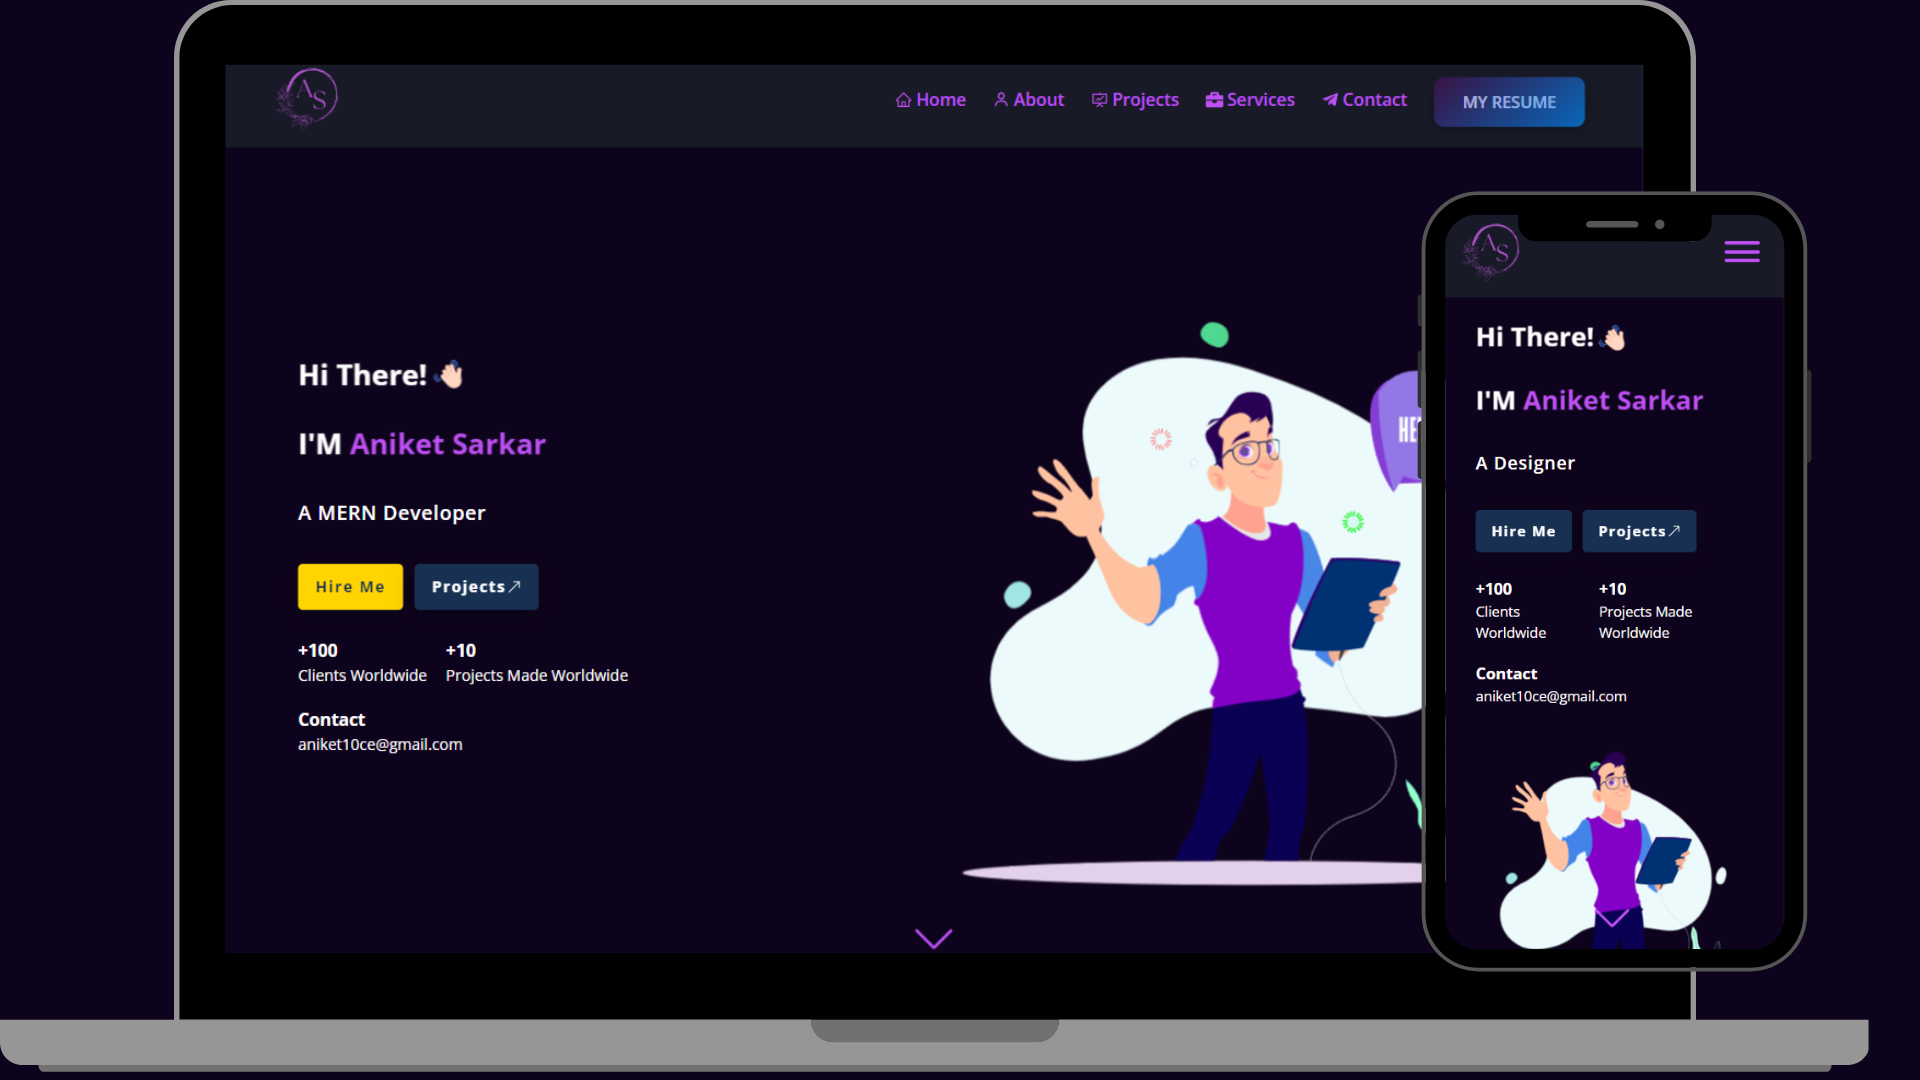 AS
Home
About
Projects
Services
Contact
MY RESUME
Hi There!
I'M Aniket Sarkar
A MERN Developer
Hire Me
Projects
+100
Clients Worldwide
+10
Projects Made Worldwide
Contact
aniket10ce@gmail.com
AS
Hi There!
I'M Aniket Sarkar
A Designer
Hire Me
Projects
+100
Clients
Worldwide
+10
Projects Made
Worldwide
Contact
aniket10ce@gmail.com